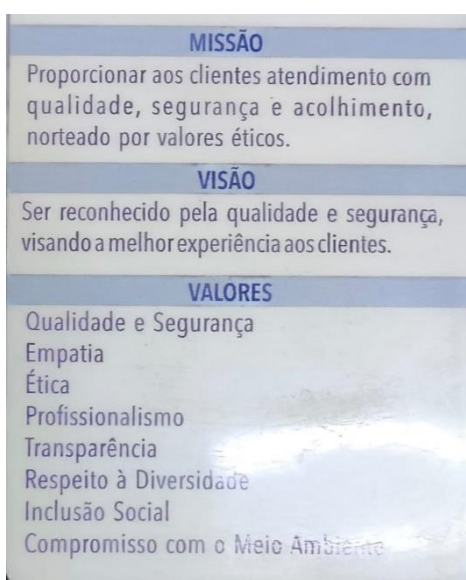 MISSÃO
Proporcionar aos clientes atendimento com
qualidade, segurança e acolhimento,
norteado por valores éticos.
VISÃO
Ser reconhecido pela qualidade e segurança,
visando a melhor experiência aos clientes.
VALORES
Qualidade e Segurança
Empatia
Ética
Profissionalismo
Transparência
Respeito à Diversidade
Inclusão Social
Compromisso com o Meio Ambiente